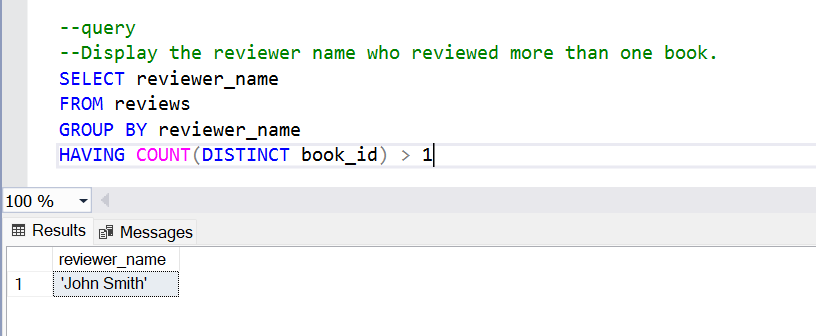 --query
--Display the reviewer name who reviewed more than one book.
SELECT reviewer_name
FROM reviews
GROUP BY reviewer_name
HAVING COUNT(DISTINCT book_id) > 1
100 %
Results Messages
reviewer_name
1 'John Smith'